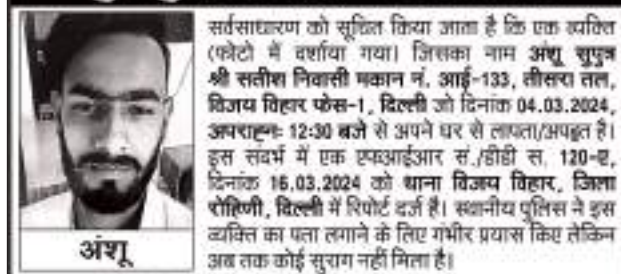 सर्वसाधारण को सूचित किया जाता है कि एक व्यक्ति
(फोटो में दर्शाया गया) जिसका नाम अंशू सुपुत्र
श्री सतीश निवासी मकान नं. आई-133, तीसरा तल,
विजय विहार फेस-1, दिल्ली जो दिनांक 04.03.2024,
अपराह्नः 12:30 बजे से अपने घर से लापता/अपहृत है।
इस संदर्भ में एक एफआईआर सं./डीडी स. 120-ए,
दिनांक 16.03.2024 को थाना विजय विहार, जिला
रोहिणी, दिल्ली में रिपोर्ट दर्ज है। स्थानीय पुलिस ने इस
व्यक्ति का पता लगाने के लिए गंभीर प्रयास किए लेकिन
अब तक कोई सुराग नहीं मिला है।
अंशू